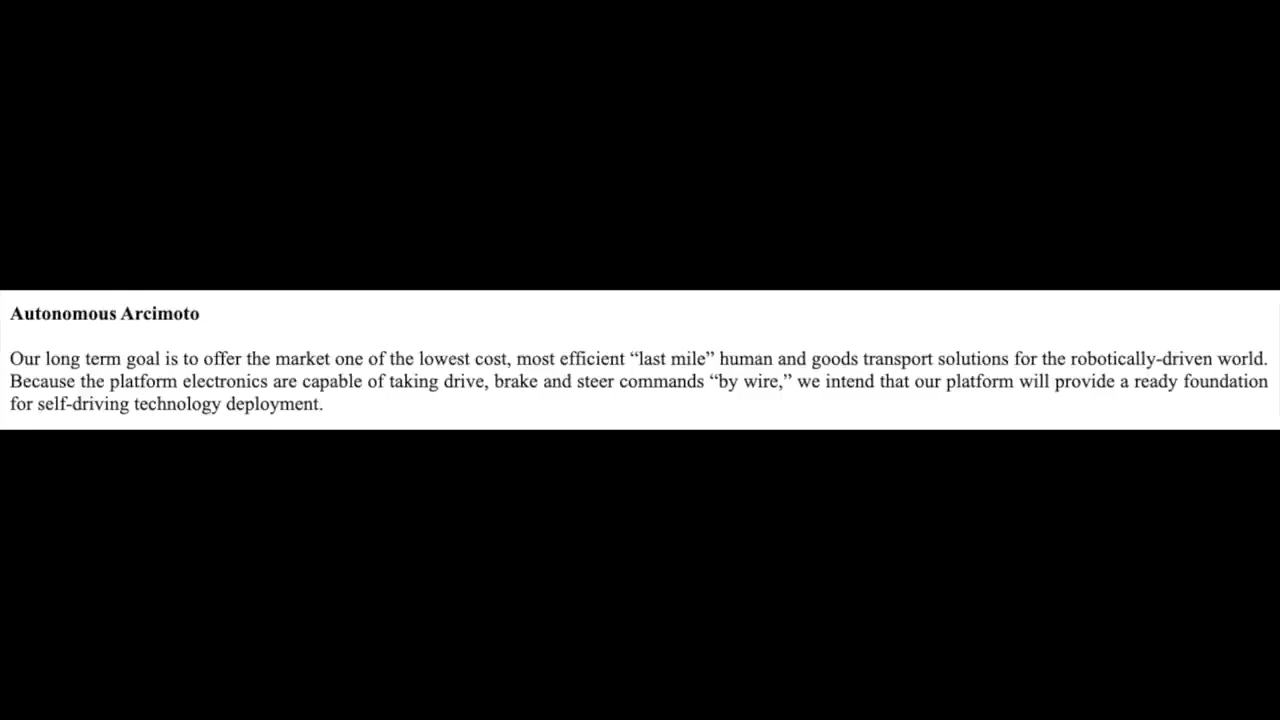 Autonomous Arcimoto
Our long term goal is to offer the market one of the lowest cost, most efficient “last mile” human and goods transport solutions for the robotically-driven world.
Because the platform electronics are capable of taking drive, brake and steer commands “by wire,” we intend that our platform will provide a ready foundation
for self-driving technology deployment.